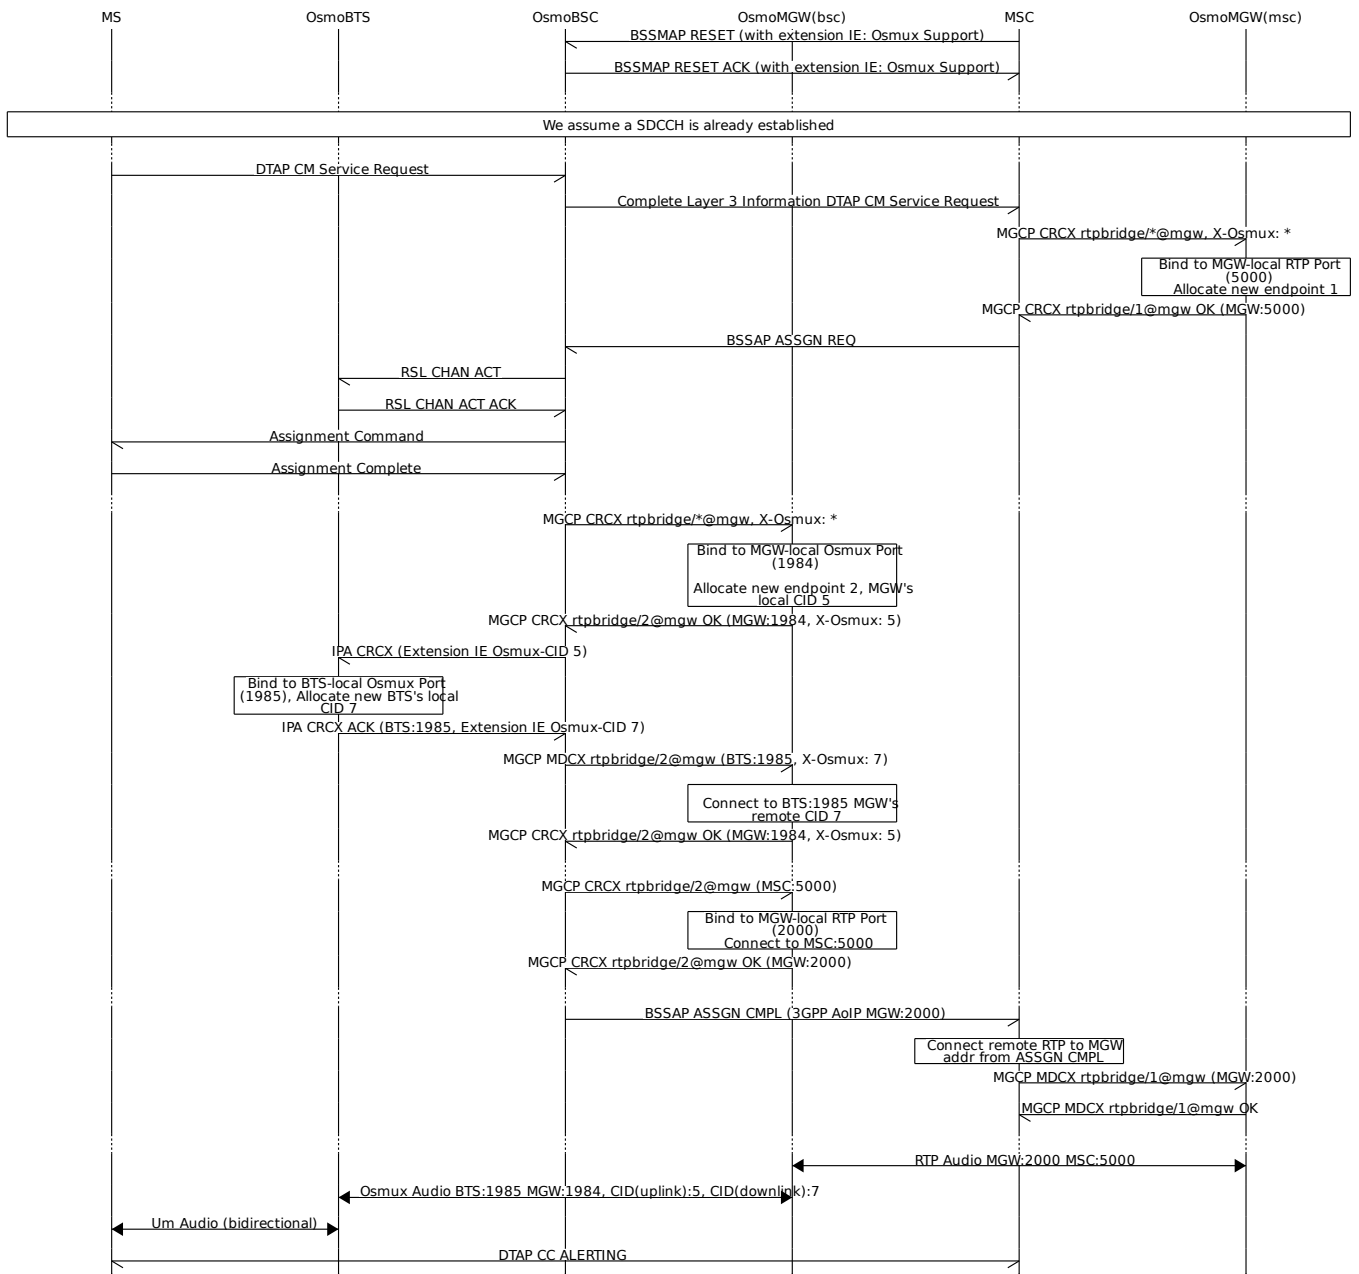 MS OsmoBTS OsmoBSC OsmoMGW(bsc) MSC OsmoMGW(msc)
BSSMAP RESET (with extension IE: Osmux Support)
BSSMAP RESET ACK (with extension IE: Osmux Support)
We assume a SDCCH is already established
DTAP CM Service Request
Complete Layer 3 Information DTAP CM Service Request
MGCP CRCX rtpbridge/*@mgw, X-Osmux: *
Bind to MGW-local RTP Port
(5000)
Allocate new endpoint 1
MGCP CRCX rtpbridge/1@mgw OK (MGW:5000)
BSSAP ASSGN REQ
RSL CHAN ACT
RSL CHAN ACT ACK
Assignment Command
Assignment Complete
MGCP CRCX rtpbridge/*@mgw, X-Osmux: *
Bind to MGW-local Osmux Port
(1984)
Allocate new endpoint 2, MGW's
local CID 5
MGCP CRCX rtpbridge/2@mgw OK (MGW:1984, X-Osmux: 5)
IPA CRCX (Extension IE Osmux-CID 5)
Bind to BTS-local Osmux Port
(1985), Allocate new BTS's local
CID 7
IPA CRCX ACK (BTS:1985, Extension IE Osmux-CID 7)
MGCP MDCX rtpbridge/2@mgw (BTS:1985, X-Osmux: 7)
Connect to BTS:1985 MGW's
remote CID 7
MGCP CRCX rtpbridge/2@mgw OK (MGW:1984, X-Osmux: 5)
MGCP CRCX rtpbridge/2@mgw (MSC:5000)
Bind to MGW-local RTP Port
(2000)
Connect to MSC:5000
MGCP CRCX rtpbridge/2@mgw OK (MGW:2000)
BSSAP ASSGN CMPL (3GPP AoIP MGW:2000)
Connect remote RTP to MGW
addr from ASSGN CMPL
MGCP MDCX rtpbridge/1@mgw (MGW:2000)
MGCP MDCX rtpbridge/1@mgw OK
RTP Audio MGW:2000 MSC:5000
Osmux Audio BTS:1985 MGW:1984, CID(uplink):5, CID(downlink):7
Um Audio (bidirectional)
DTAP CC ALERTING